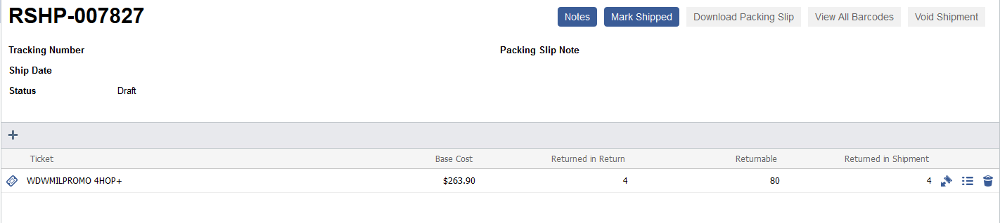 RSHP-007827 Notes Mark Shipped Download Packing Slip View All Barcodes Void Shipment
Tracking Number Packing Slip Note
Ship Date
Status Draft
Ticket Base Cost Returned in Return Returnable Returned in Shipment
WDWMILPROMO 4HOP+ $263.90 4 80 4